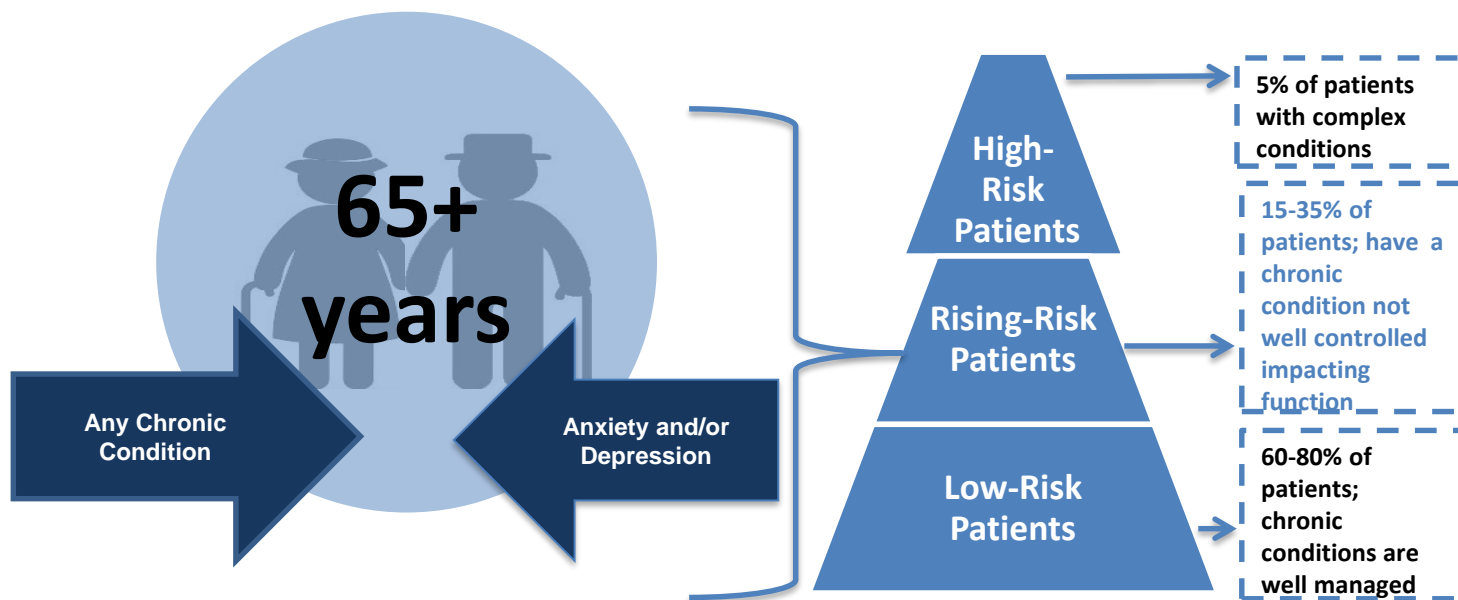 65+
years
Any Chronic
Condition
Anxiety and/or
Depression
High-
Risk
Patients
Rising-Risk
Patients
Low-Risk
Patients
5% of patients
with complex
conditions
15-35% of
patients; have a
chronic
condition not
well controlled
impacting
function
60-80% of
patients;
chronic
conditions are
well managed